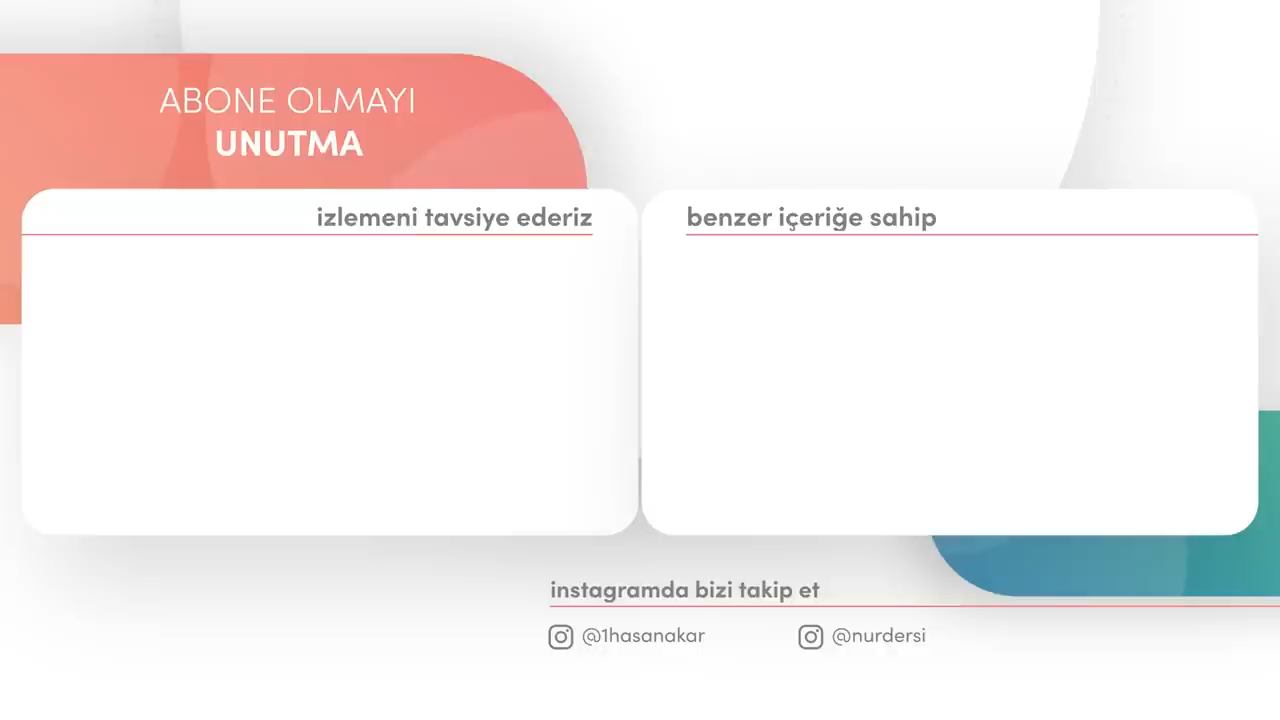 ABONE OLMAYI
UNUTMA
izlemeni tavsiye ederiz
benzer içeriğe sahip
instagramda bizi takip et
@1hasanakar
@nurdersi